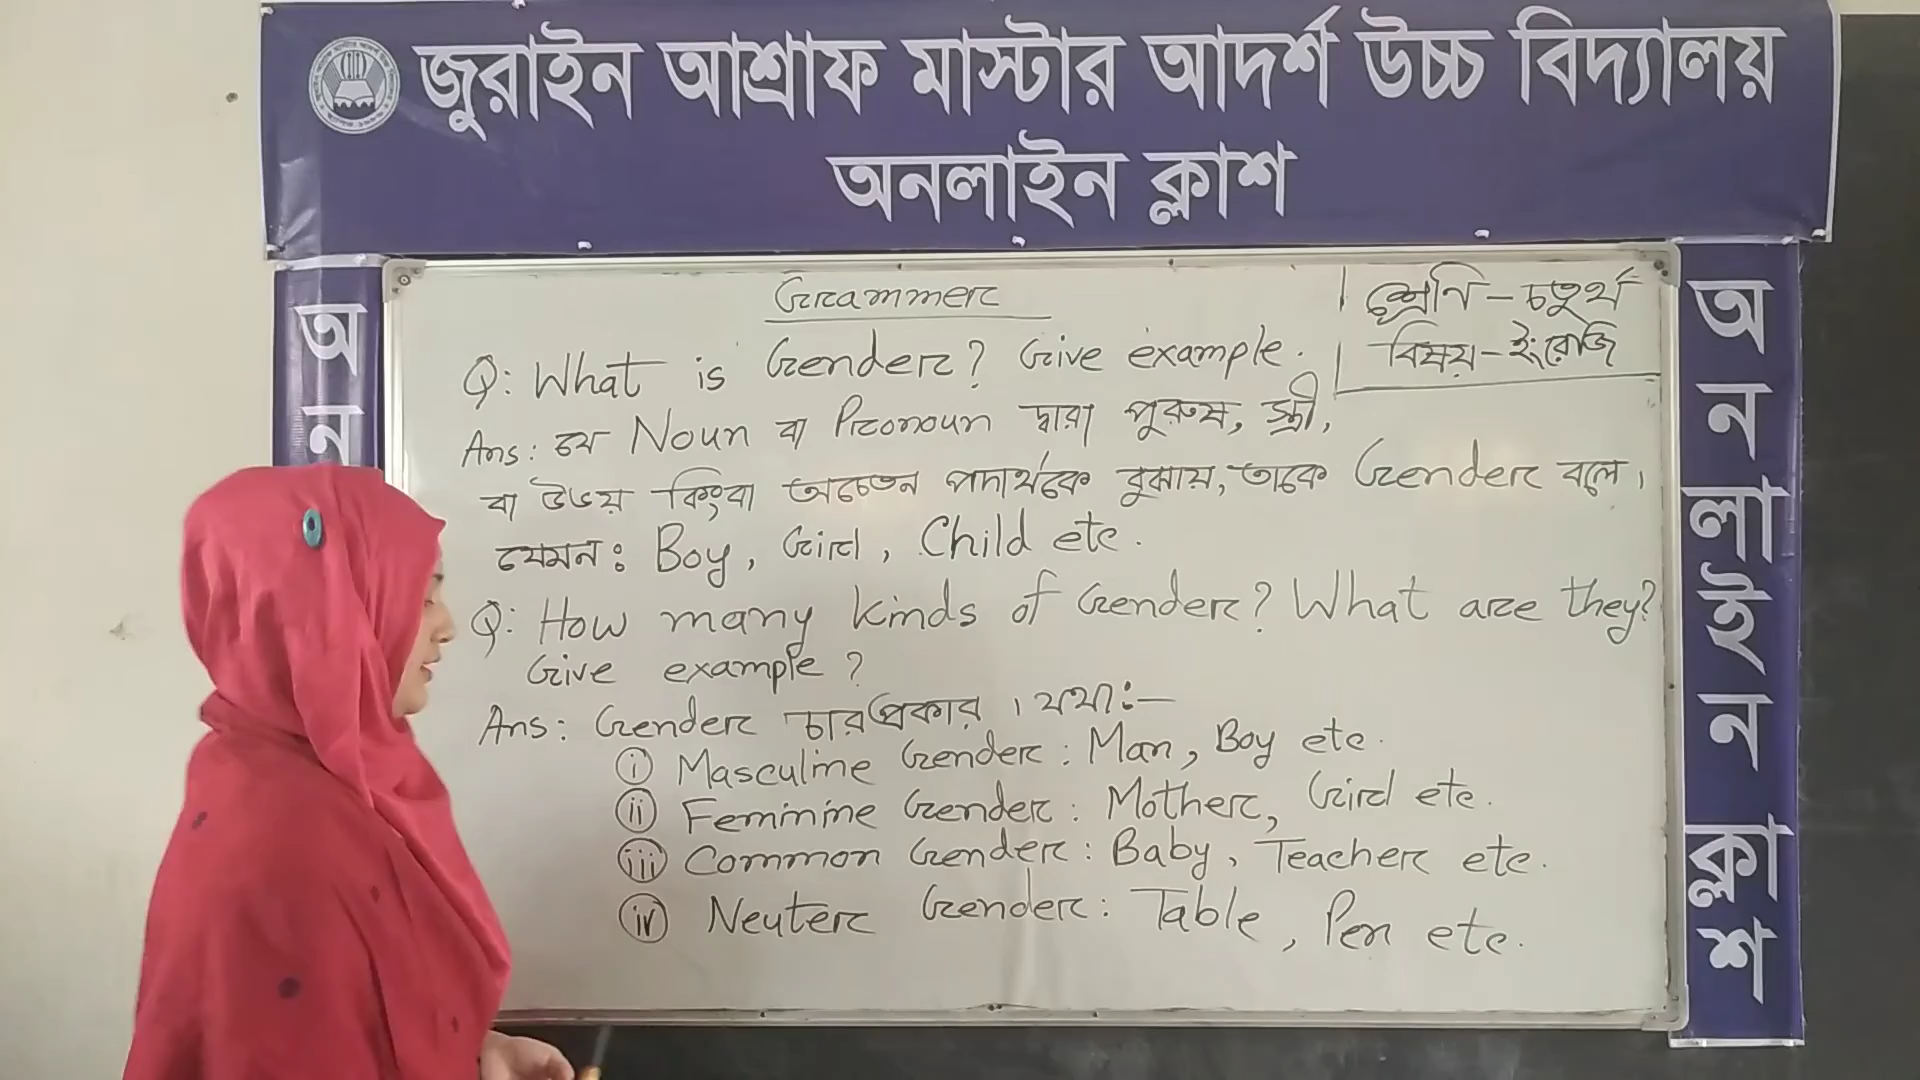 জুরাইন আশ্রাফ মাস্টার আদর্শ উচ্চ বিদ্যালয়
অনলাইন ক্লাশ
Grammer
শ্রেণি - চতুর্থ
বিষয় - ইংরেজি
Q: What is Gender? Give example.
Ans: যে Noun বা Pronoun দ্বারা পুরুষ, স্ত্রী,
বা উভয় কিংবা অচেতন পদার্থকে বুঝায়, তাকে Gender বলে।
যেমন: Boy, Girl, Child etc.
Q: How many kinds of Gender? What are they?
Give example?
Ans: Gender চার প্রকার। যথা:-
(i) Masculine Gender: Man, Boy etc.
(ii) Feminine Gender: Mother, Girl etc.
(iii) Common Gender: Baby, Teacher etc.
(iv) Neuter Gender: Table, Pen etc.
অন
অনলাইন ক্লাশ